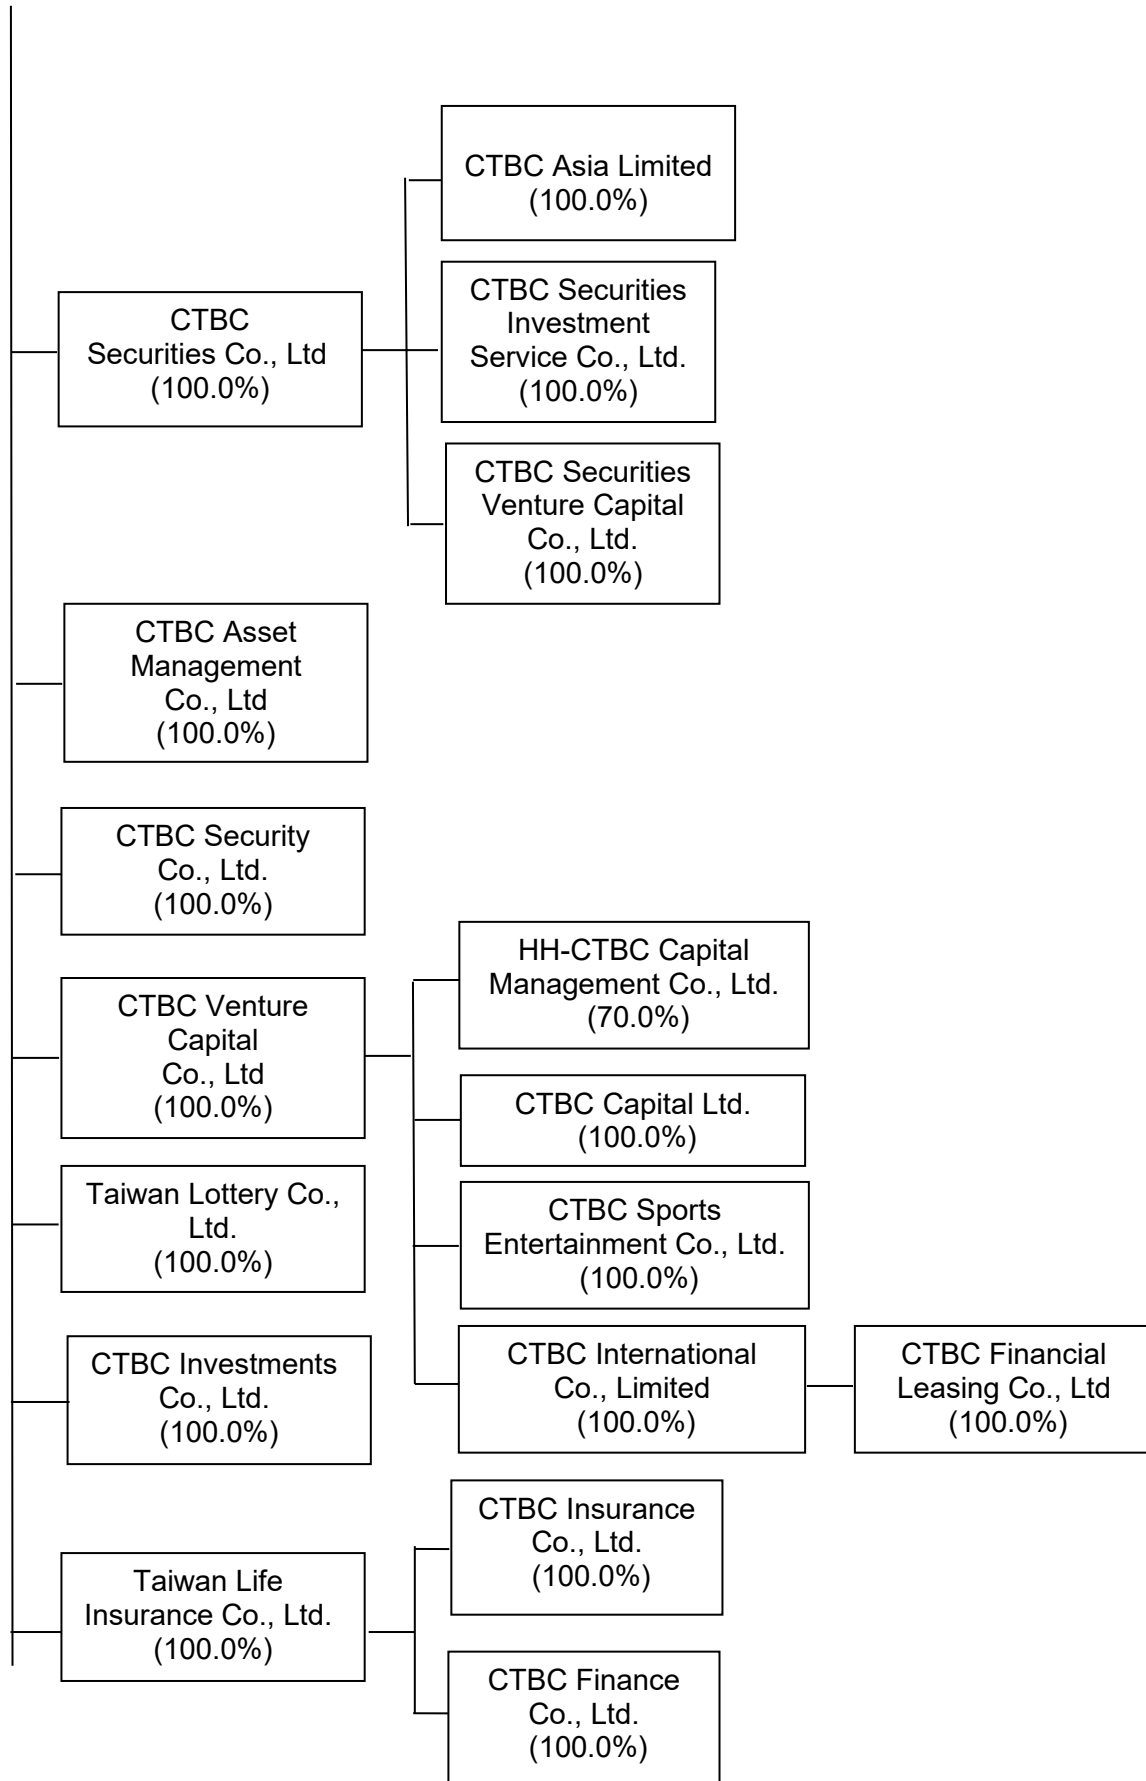 CTBC Asia Limited
(100.0%)
CTBC Securities
Investment
Service Co., Ltd.
(100.0%)
CTBC
Securities Co., Ltd
(100.0%)
CTBC Securities
Venture Capital
Co., Ltd.
(100.0%)
CTBC Asset
Management
Co., Ltd
(100.0%)
CTBC Security
Co., Ltd.
(100.0%)
HH-CTBC Capital
Management Co., Ltd.
(70.0%)
CTBC Venture
Capital
Co., Ltd
(100.0%)
CTBC Capital Ltd.
(100.0%)
Taiwan Lottery Co.,
Ltd.
(100.0%)
CTBC Sports
Entertainment Co., Ltd.
(100.0%)
CTBC Investments
Co., Ltd.
(100.0%)
CTBC International
Co., Limited
(100.0%)
CTBC Financial
Leasing Co., Ltd
(100.0%)
CTBC Insurance
Co., Ltd.
(100.0%)
Taiwan Life
Insurance Co., Ltd.
(100.0%)
CTBC Finance
Co., Ltd.
(100.0%)